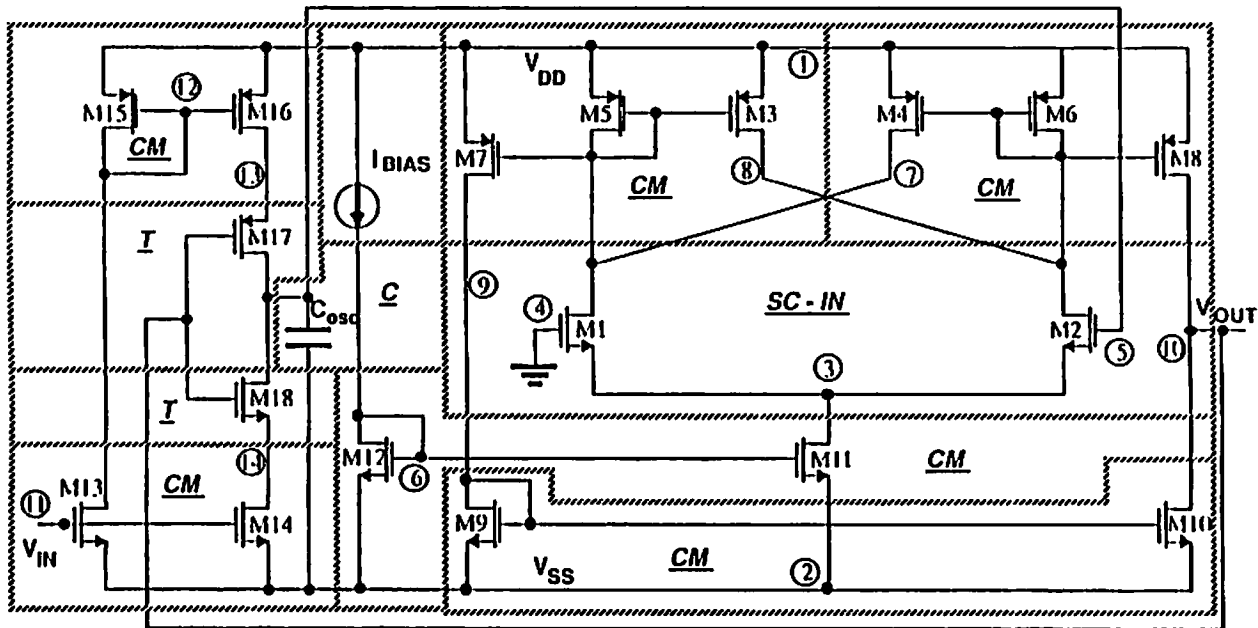 V_DD
①
⑫
M15
M16
M5
M3
M4
M6
CM
M7
M8
I_BIAS
⑬
CM
⑧
⑦
CM
T
M17
C
⑨
SC - IN
C_osc
④
M1
M2
⑤
V_OUT
⑩
③
M18
T
⑭
M12
⑥
M11
CM
M13
CM
⑪
M14
M9
M10
V_IN
V_SS
CM
②